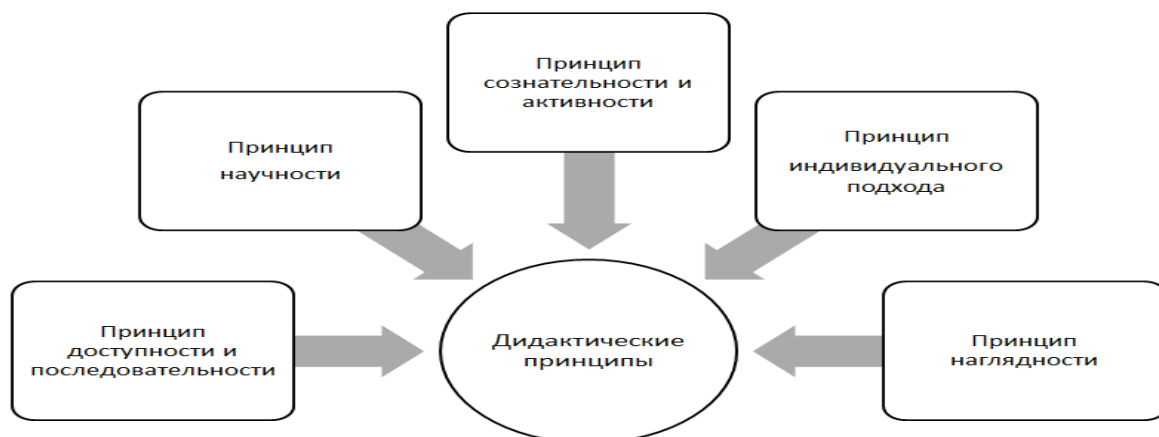 Принцип
сознательности и
активности
Принцип
научности
Принцип
индивидуального
подхода
Принцип
доступности и
последовательности
Дидактические
принципы
Принцип
наглядности